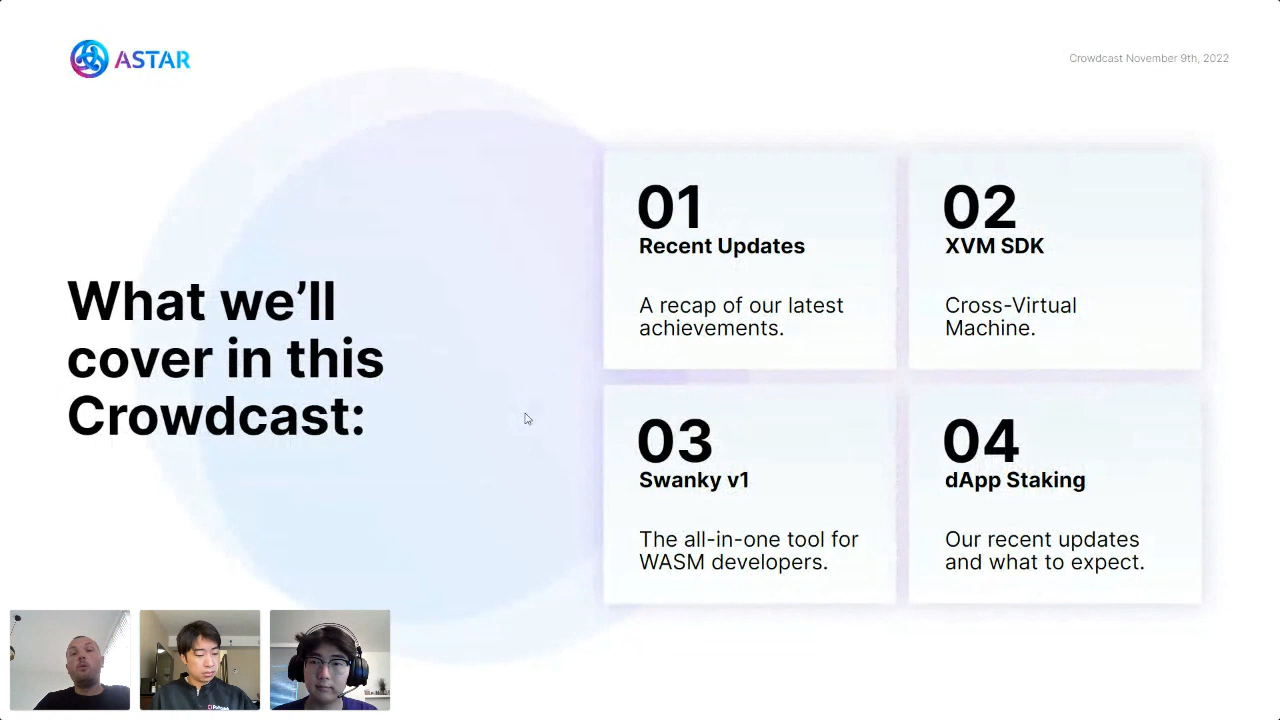 ASTAR
Crowdcast November 9th, 2022
What we'll
cover in this
Crowdcast:
01
Recent Updates
A recap of our latest
achievements.
02
XVM SDK
Cross-Virtual
Machine.
03
Swanky v1
The all-in-one tool for
WASM developers.
04
dApp Staking
Our recent updates
and what to expect.